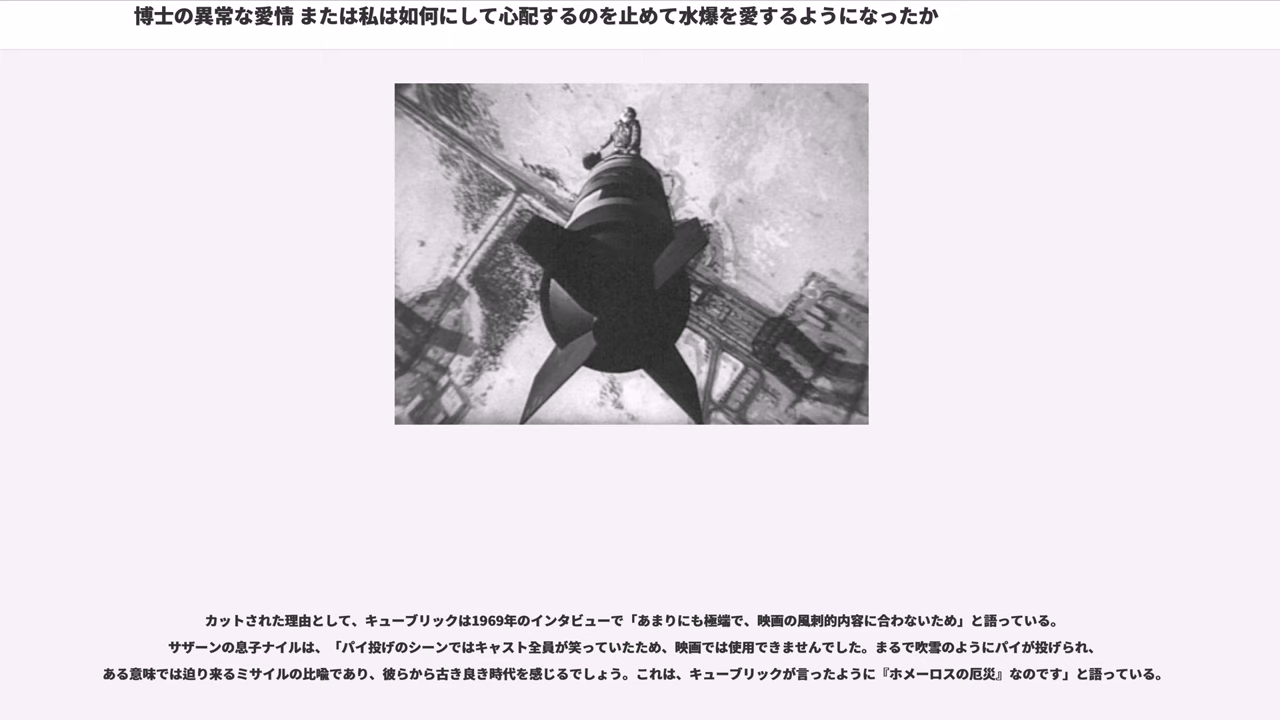 博士の異常な愛情 または私は如何にして心配するのを止めて水爆を愛するようになったか
カットされた理由として、キューブリックは1969年のインタビューで「あまりにも極端で、映画の風刺的内容に合わないため」と語っている。
サザーンの息子ナイルは、「パイ投げのシーンではキャスト全員が笑っていたため、映画では使用できませんでした。まるで吹雪のようにパイが投げられ、
ある意味では迫り来るミサイルの比喩であり、彼らから古き良き時代を感じるでしょう。これは、キューブリックが言ったように『ホメーロスの厄災』なのです」と語っている。